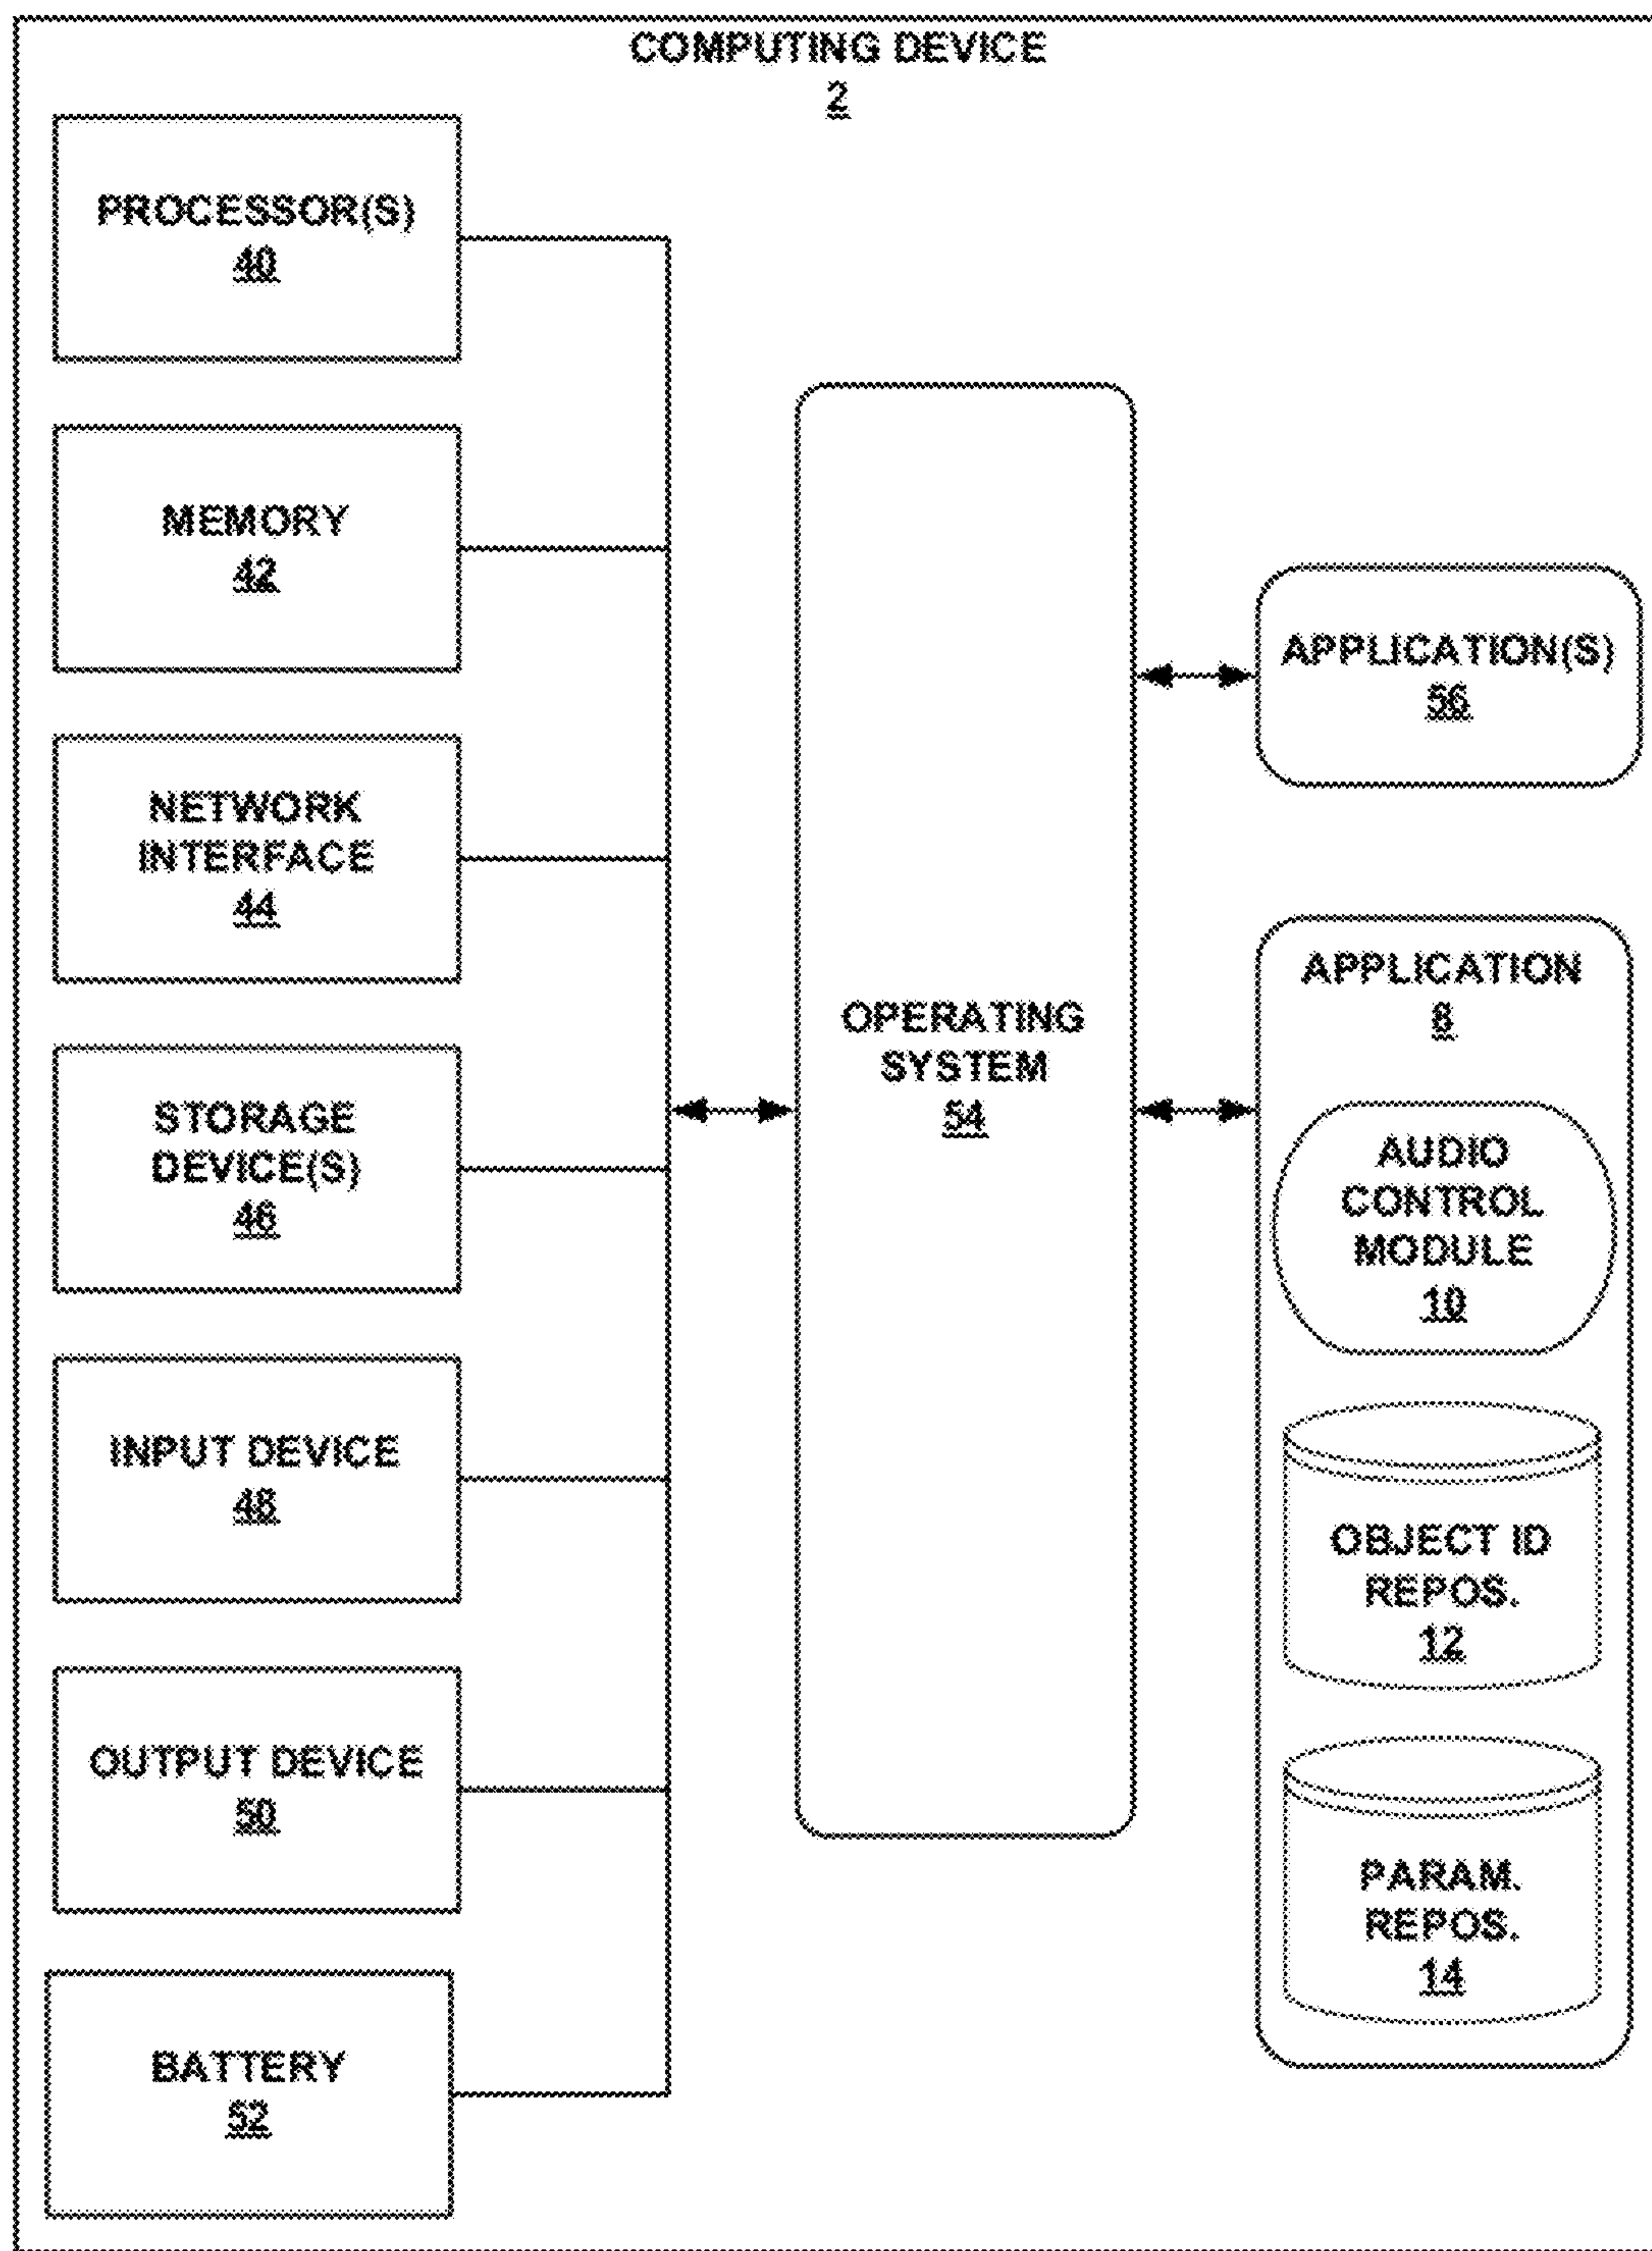 COMPUTING DEVICE
2
PROCESSOR(S)
40
MEMORY
42
NETWORK
INTERFACE
44
STORAGE
DEVICE(S)
46
INPUT DEVICE
48
OUTPUT DEVICE
50
BATTERY
52
OPERATING
SYSTEM
54
APPLICATION(S)
56
APPLICATION
8
AUDIO
CONTROL
MODULE
10
OBJECT ID
REPOS.
12
PARAM.
REPOS.
14